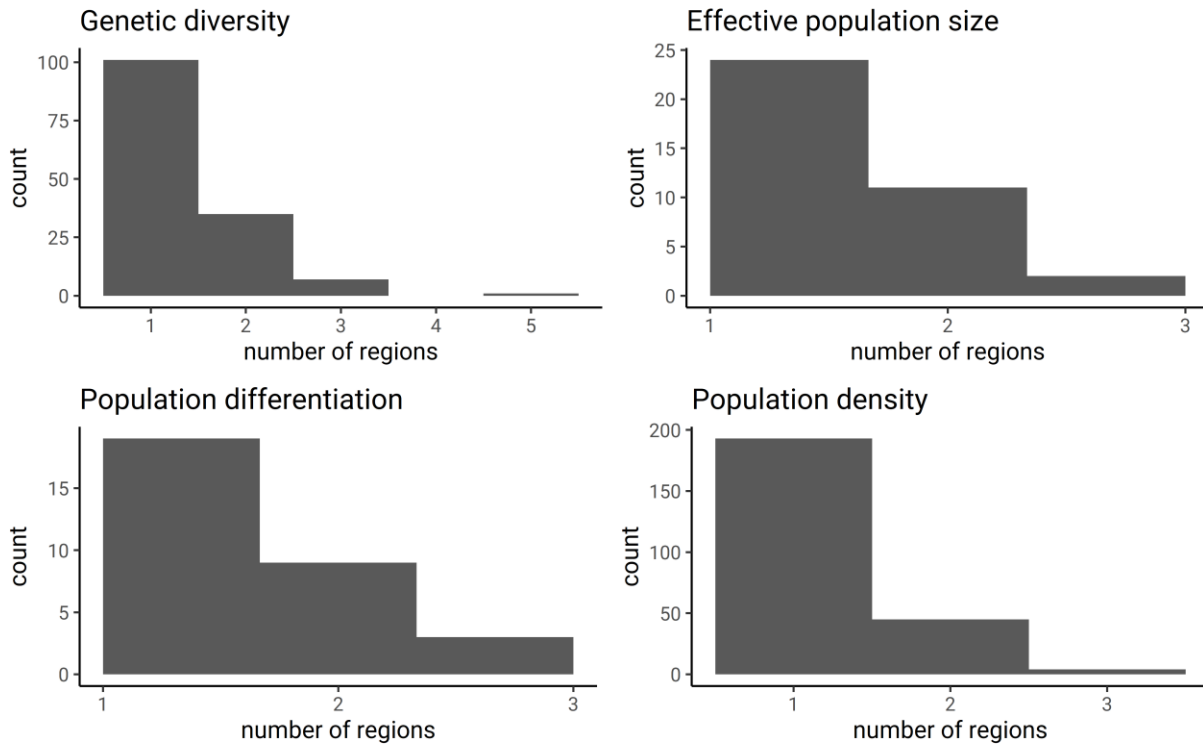 Genetic diversity
100
75
50
25
0
count
1 2 3 4 5
number of regions
Effective population size
25
20
15
10
5
0
count
1 2 3
number of regions
Population differentiation
15
10
5
0
count
1 2 3
number of regions
Population density
200
150
100
50
0
count
1 2 3
number of regions